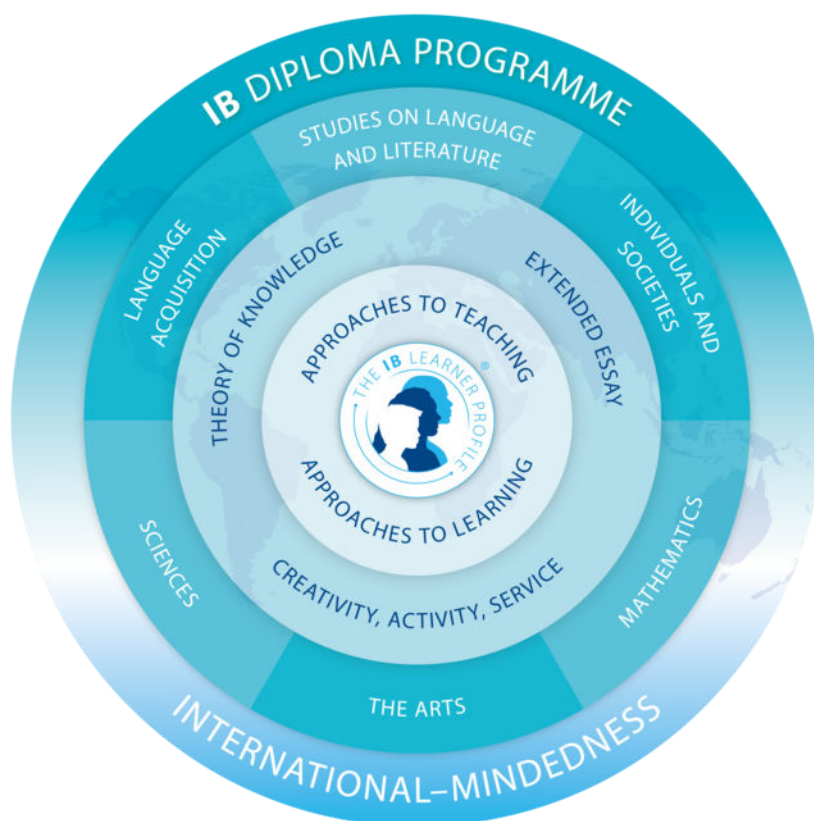 IB DIPLOMA PROGRAMME
STUDIES ON LANGUAGE
AND LITERATURE
LANGUAGE
ACQUISITION
INDIVIDUALS AND
SOCIETIES
THEORY OF KNOWLEDGE
EXTENDED ESSAY
APPROACHES TO TEACHING
THE IB LEARNER PROFILE
®
APPROACHES TO LEARNING
CREATIVITY, ACTIVITY, SERVICE
SCIENCES
MATHEMATICS
THE ARTS
INTERNATIONAL–MINDEDNESS